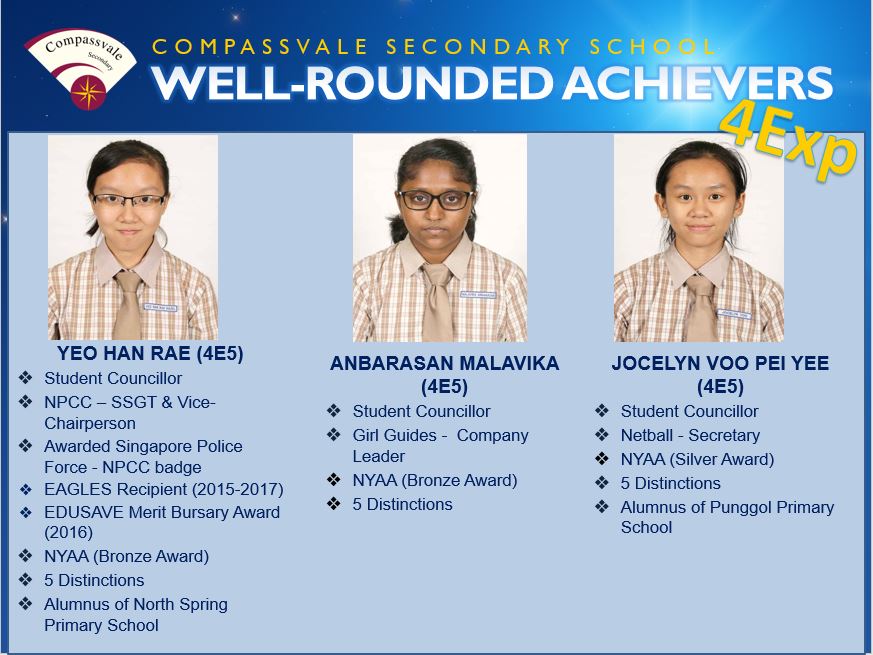 Compassvale
Secondary
COMPASSVALE SECONDARY SCHOOL
WELL-ROUNDED ACHIEVERS
4Exp
YEO HAN RAE (4E5)
❖ Student Councillor
❖ NPCC – SSGT & Vice-
Chairperson
❖ Awarded Singapore Police
Force - NPCC badge
❖ EAGLES Recipient (2015-2017)
❖ EDUSAVE Merit Bursary Award
(2016)
❖ NYAA (Bronze Award)
❖ 5 Distinctions
❖ Alumnus of North Spring
Primary School
ANBARASAN MALAVIKA
(4E5)
❖ Student Councillor
❖ Girl Guides - Company
Leader
❖ NYAA (Bronze Award)
❖ 5 Distinctions
JOCELYN VOO PEI YEE
(4E5)
❖ Student Councillor
❖ Netball - Secretary
❖ NYAA (Silver Award)
❖ 5 Distinctions
❖ Alumnus of Punggol Primary
School